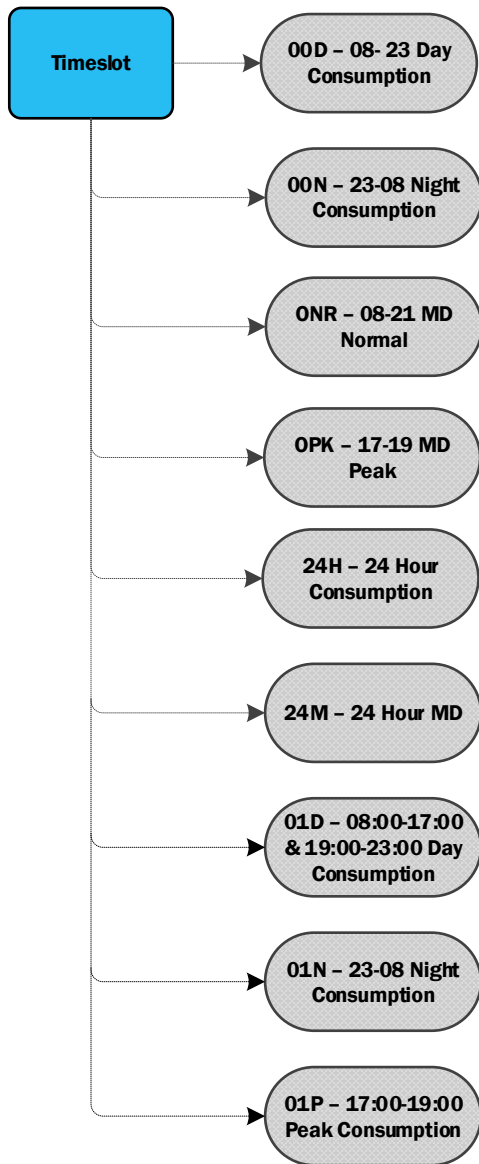 Timeslot
00D – 08- 23 Day
Consumption
00N – 23-08 Night
Consumption
0NR – 08-21 MD
Normal
0PK – 17-19 MD
Peak
24H – 24 Hour
Consumption
24M – 24 Hour MD
01D – 08:00-17:00
& 19:00-23:00 Day
Consumption
01N – 23-08 Night
Consumption
01P – 17:00-19:00
Peak Consumption